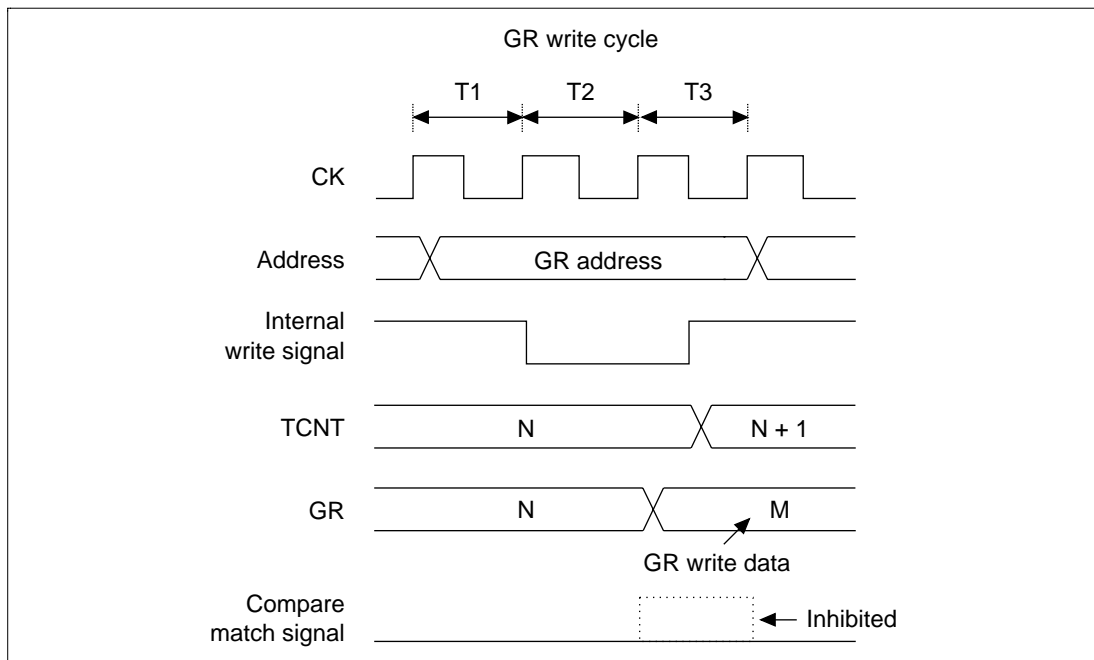 GR write cycle
T1 T2 T3
CK
Address GR address
Internal
write signal
TCNT N N + 1
GR N M
GR write data
Compare
match signal
Inhibited